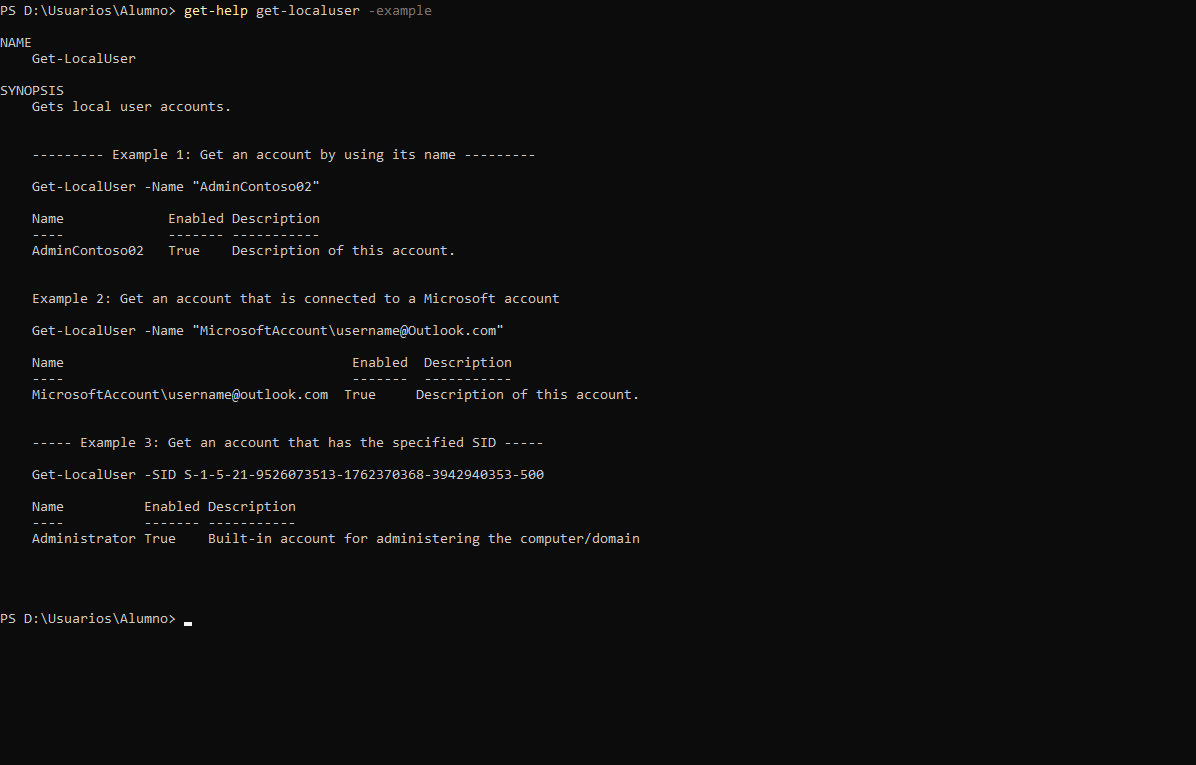 PS D:\Usuarios\Alumno> get-help get-localuser -example
NAME
    Get-LocalUser
SYNOPSIS
    Gets local user accounts.
    --------- Example 1: Get an account by using its name ---------
    Get-LocalUser -Name "AdminContoso02"
    Name             Enabled Description
    ----             ------- -----------
    AdminContoso02   True    Description of this account.
    Example 2: Get an account that is connected to a Microsoft account
    Get-LocalUser -Name "MicrosoftAccount\username@Outlook.com"
    Name                                    Enabled  Description
    ----                                    -------  -----------
    MicrosoftAccount\username@outlook.com  True     Description of this account.
    ----- Example 3: Get an account that has the specified SID -----
    Get-LocalUser -SID S-1-5-21-9526073513-1762370368-3942940353-500
    Name          Enabled Description
    ----          ------- -----------
    Administrator True    Built-in account for administering the computer/domain
PS D:\Usuarios\Alumno>